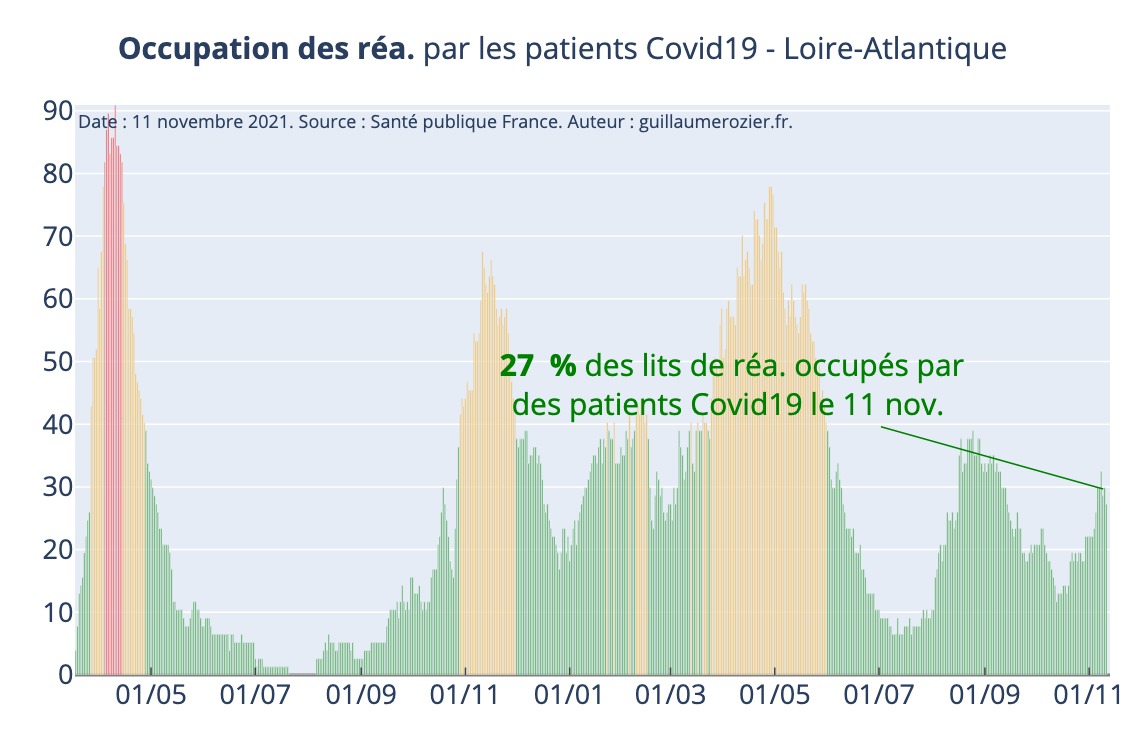 Occupation des réa. par les patients Covid19 - Loire-Atlantique
90
Date : 11 novembre 2021. Source : Santé publique France. Auteur : guillaumerozier.fr.
80
70
60
50
27 % des lits de réa. occupés par
des patients Covid19 le 11 nov.
40
30
20
10
0
01/05 01/07 01/09 01/11 01/01 01/03 01/05 01/07 01/09 01/11